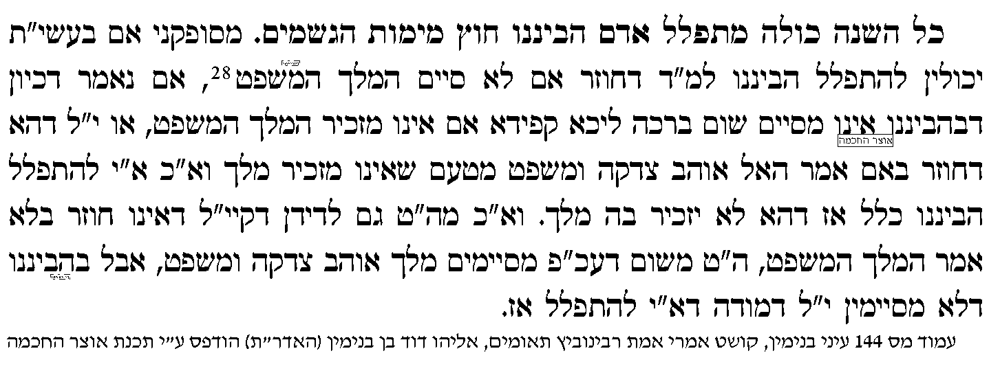 כל השנה כולה מתפלל אדם הביננו חוץ מימות הגשמים. מסופקני אם בעשי״ת
יכולין להתפלל הביננו למ״ד דחוזר אם לא סיים המלך המשפט28, אם נאמר דכיון
דבהביננו אינו מסיים שום ברכה ליכא קפידא אם אינו מזכיר המלך המשפט, או י״ל דהא
אוצר החכמה
דחוזר באם אמר האל אוהב צדקה ומשפט מטעם שאינו מזכיר מלך וא״כ א״י להתפלל
הביננו כלל אז דהא לא יזכיר בה מלך. וא״כ מה״ט גם לדידן דקיי״ל דאינו חוזר בלא
אמר המלך המשפט, ה״ט משום דעכ״פ מסיימים מלך אוהב צדקה ומשפט, אבל בהביננו
דלא מסיימין י״ל דמודה דא״י להתפלל אז.
עמוד מס 144 עיני בנימין, קושט אמרי אמת רבינוביץ תאומים, אליהו דוד בן בנימין (האדר״ת) הודפס ע״י תכנת אוצר החכמה